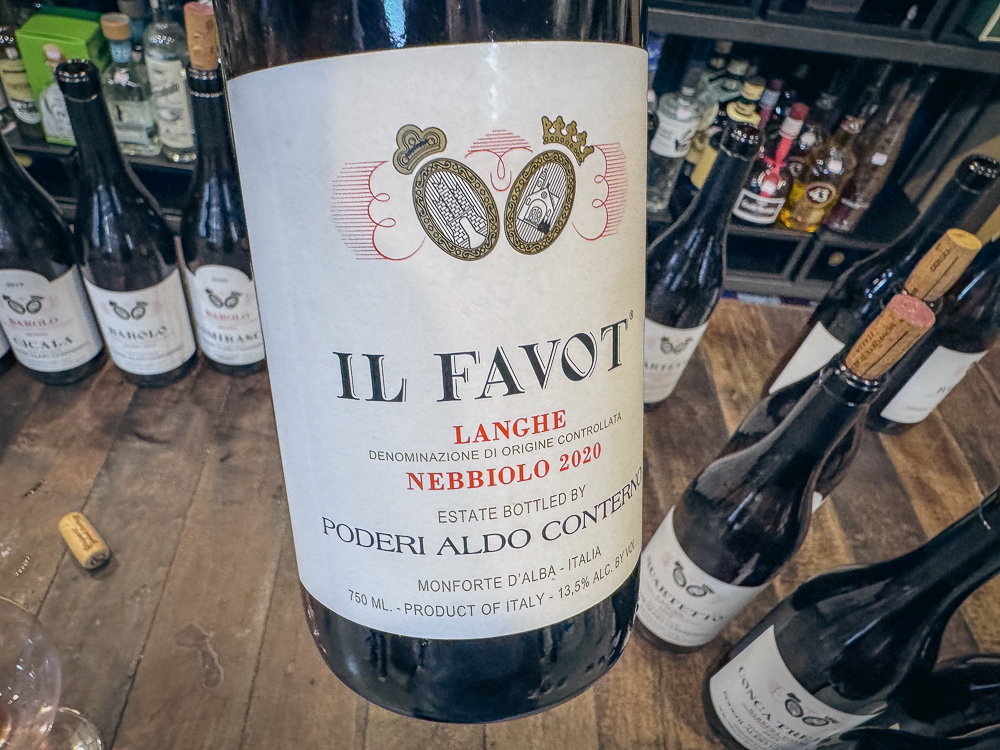 IL FAVOT®
LANGHE
DENOMINAZIONE DI ORIGINE CONTROLLATA
NEBBIOLO 2020
ESTATE BOTTLED BY
PODERI ALDO CONTERNO
MONFORTE D'ALBA - ITALIA
750 ML. - PRODUCT OF ITALY - 13,5% ALC. BY VOL
BAROLO
CICALA
BAROLO
BAROLO